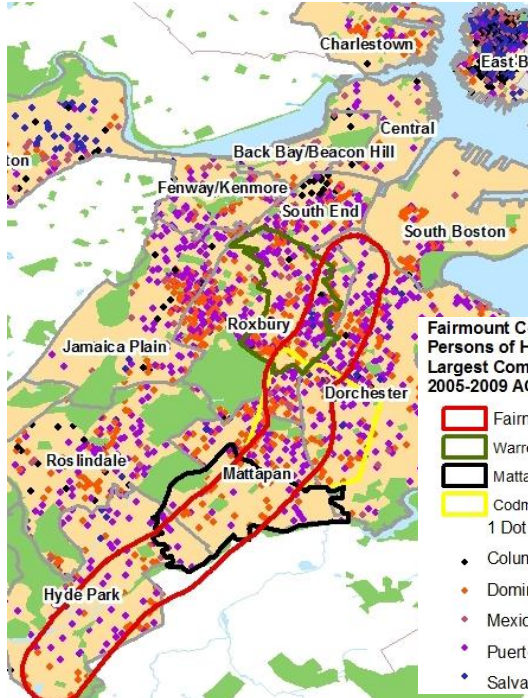 Charlestown
East B
Central
ton
Back Bay/Beacon Hill
Fenway/Kenmore
South End
South Boston
Roxbury
Jamaica Plain
Dorchester
Roslindale
Mattapan
Hyde Park
Fairmount C
Persons of H
Largest Com
2005-2009 AC
Fairn
Warre
Matta
Codm
1 Dot
Colun
Domin
Mexic
Puert
Salva